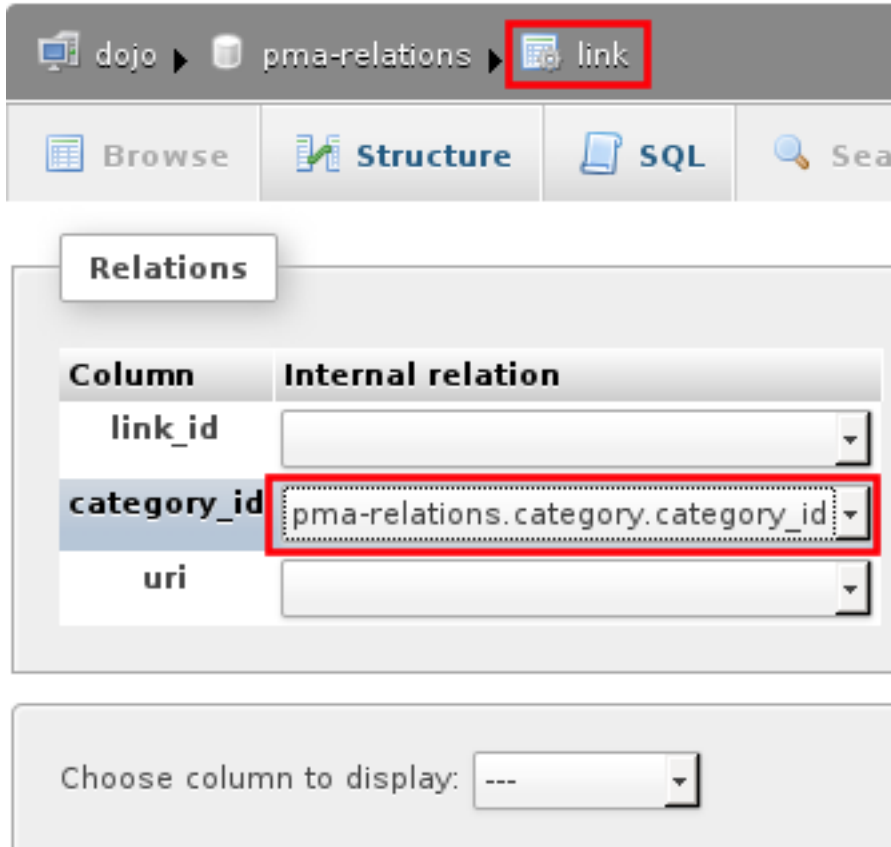 dojo pma-relations link
Browse Structure SQL
Relations
Column Internal relation
link_id
category_id pma-relations.category.category_id
uri
Choose column to display: ---